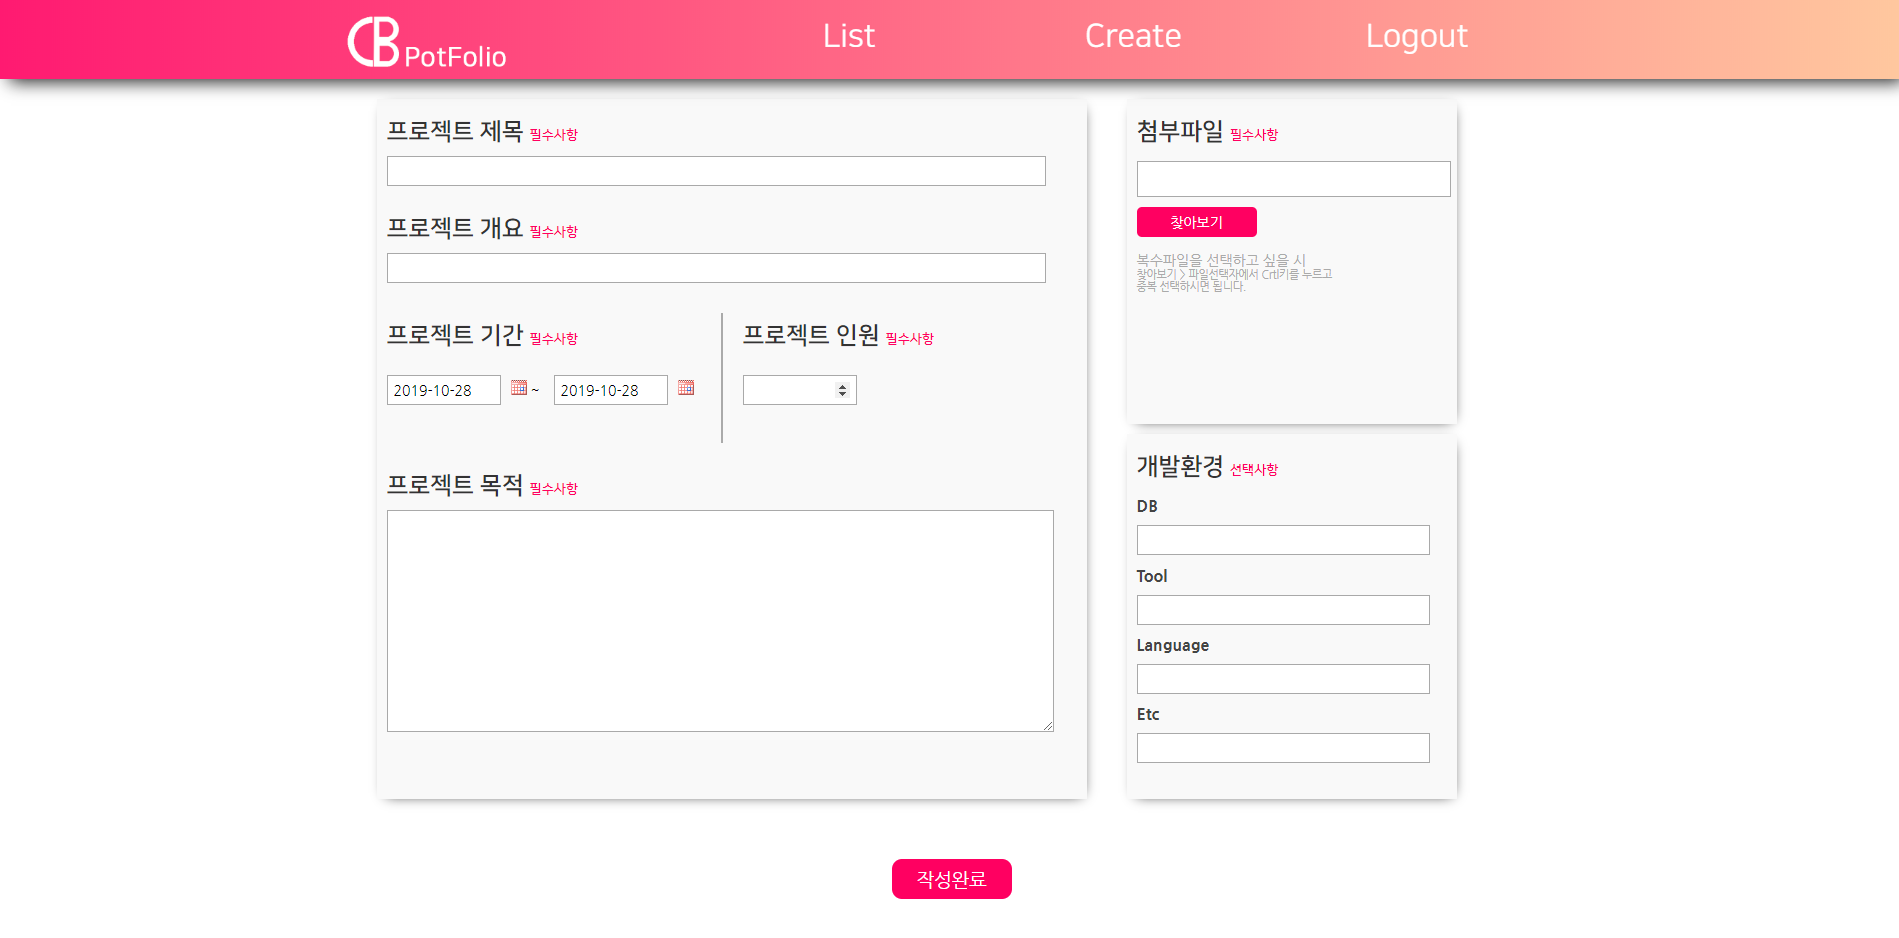 CB PotFolio
List
Create
Logout
프로젝트 제목 필수사항
프로젝트 개요 필수사항
프로젝트 기간 필수사항
2019-10-28 ~ 2019-10-28
프로젝트 인원 필수사항
프로젝트 목적 필수사항
첨부파일 필수사항
찾아보기
복수파일을 선택하고 싶을 시
찾아보기 > 파일선택자에서 Crtl키를 누르고
중복 선택하시면 됩니다.
개발환경 선택사항
DB
Tool
Language
Etc
작성완료